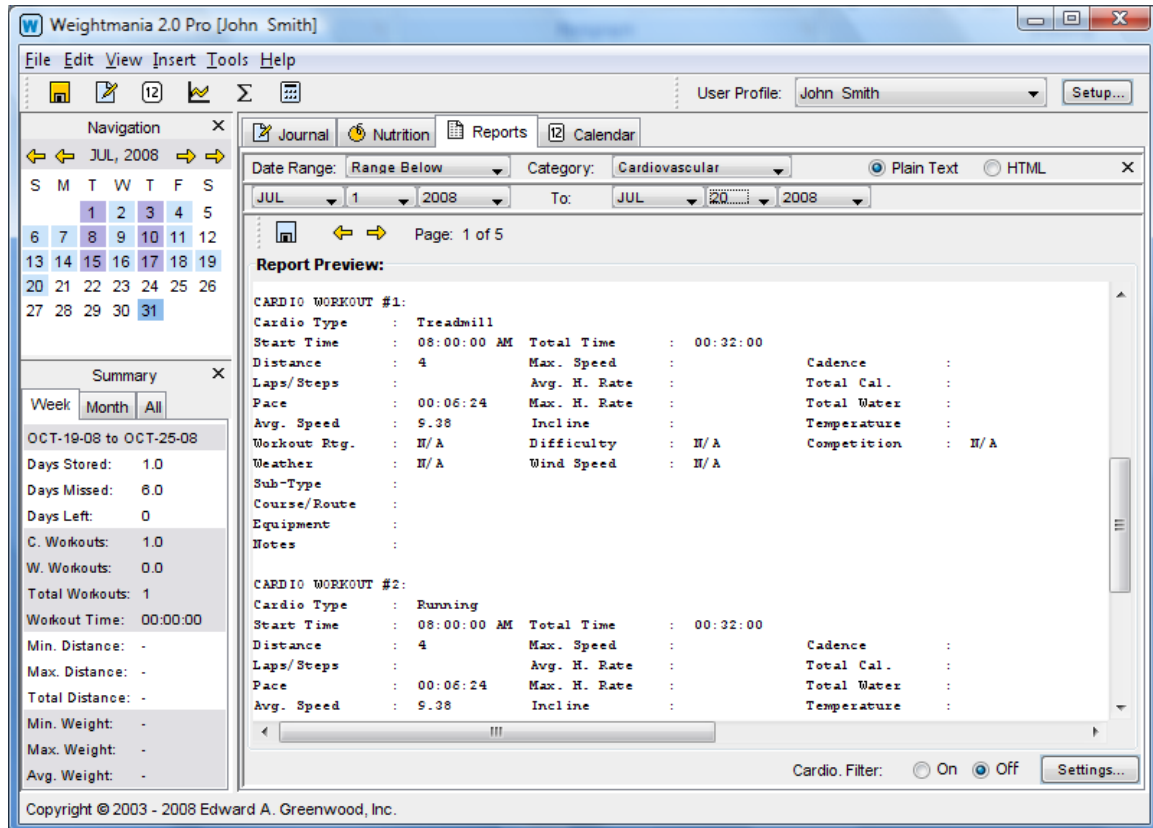 Weightmania 2.0 Pro [John Smith]
File Edit View Insert Tools Help
12 Σ User Profile: John Smith Setup...
Navigation
JUL, 2008
S M T W T F S
1 2 3 4 5
6 7 8 9 10 11 12
13 14 15 16 17 18 19
20 21 22 23 24 25 26
27 28 29 30 31
Summary
Week Month All
OCT-19-08 to OCT-25-08
Days Stored: 1.0
Days Missed: 6.0
Days Left: 0
C. Workouts: 1.0
W. Workouts: 0.0
Total Workouts: 1
Workout Time: 00:00:00
Min. Distance: -
Max. Distance: -
Total Distance: -
Min. Weight: -
Max. Weight: -
Avg. Weight: -
Journal Nutrition Reports 12 Calendar
Date Range: Range Below Category: Cardiovascular Plain Text HTML
JUL 1 2008 To: JUL 20 2008
Page: 1 of 5
Report Preview:
CARDIO WORKOUT #1:
Cardio Type : Treadmill
Start Time : 08:00:00 AM Total Time : 00:32:00
Distance : 4 Max. Speed : Cadence :
Laps/Steps : Avg. H. Rate : Total Cal. :
Pace : 00:06:24 Max. H. Rate : Total Water :
Avg. Speed : 9.38 Incline : Temperature :
Workout Rtg. : N/A Difficulty : N/A Competition : N/A
Weather : N/A Wind Speed : N/A
Sub-Type :
Course/Route :
Equipment :
Notes :
CARDIO WORKOUT #2:
Cardio Type : Running
Start Time : 08:00:00 AM Total Time : 00:32:00
Distance : 4 Max. Speed : Cadence :
Laps/Steps : Avg. H. Rate : Total Cal. :
Pace : 00:06:24 Max. H. Rate : Total Water :
Avg. Speed : 9.38 Incline : Temperature :
Cardio. Filter: On Off Settings...
Copyright © 2003 - 2008 Edward A. Greenwood, Inc.